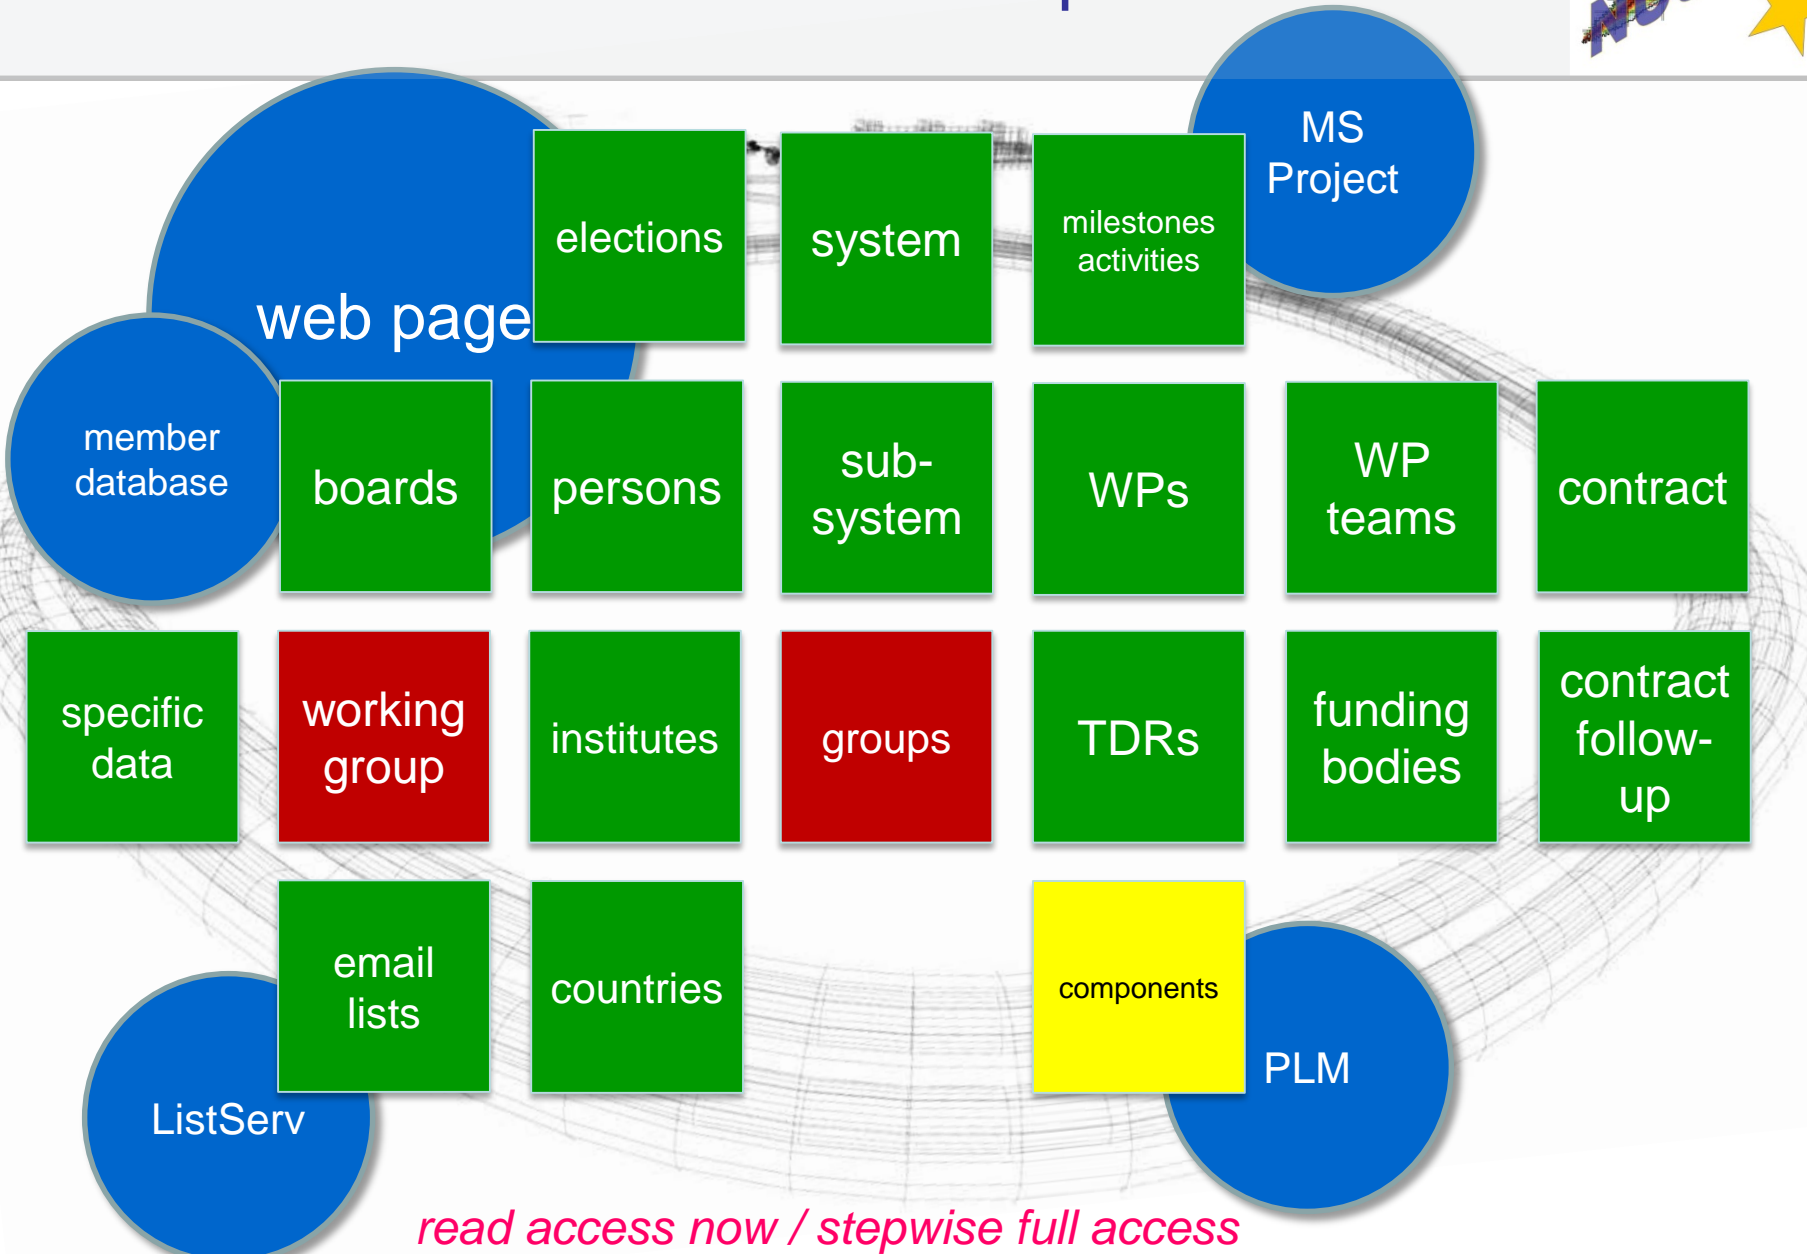 MS
Project
elections
system
milestones
activities
web page
member
database
boards
persons
sub-
system
WPs
WP
teams
contract
specific
data
working
group
institutes
groups
TDRs
funding
bodies
contract
follow-
up
email
lists
countries
components
PLM
ListServ
read access now / stepwise full access